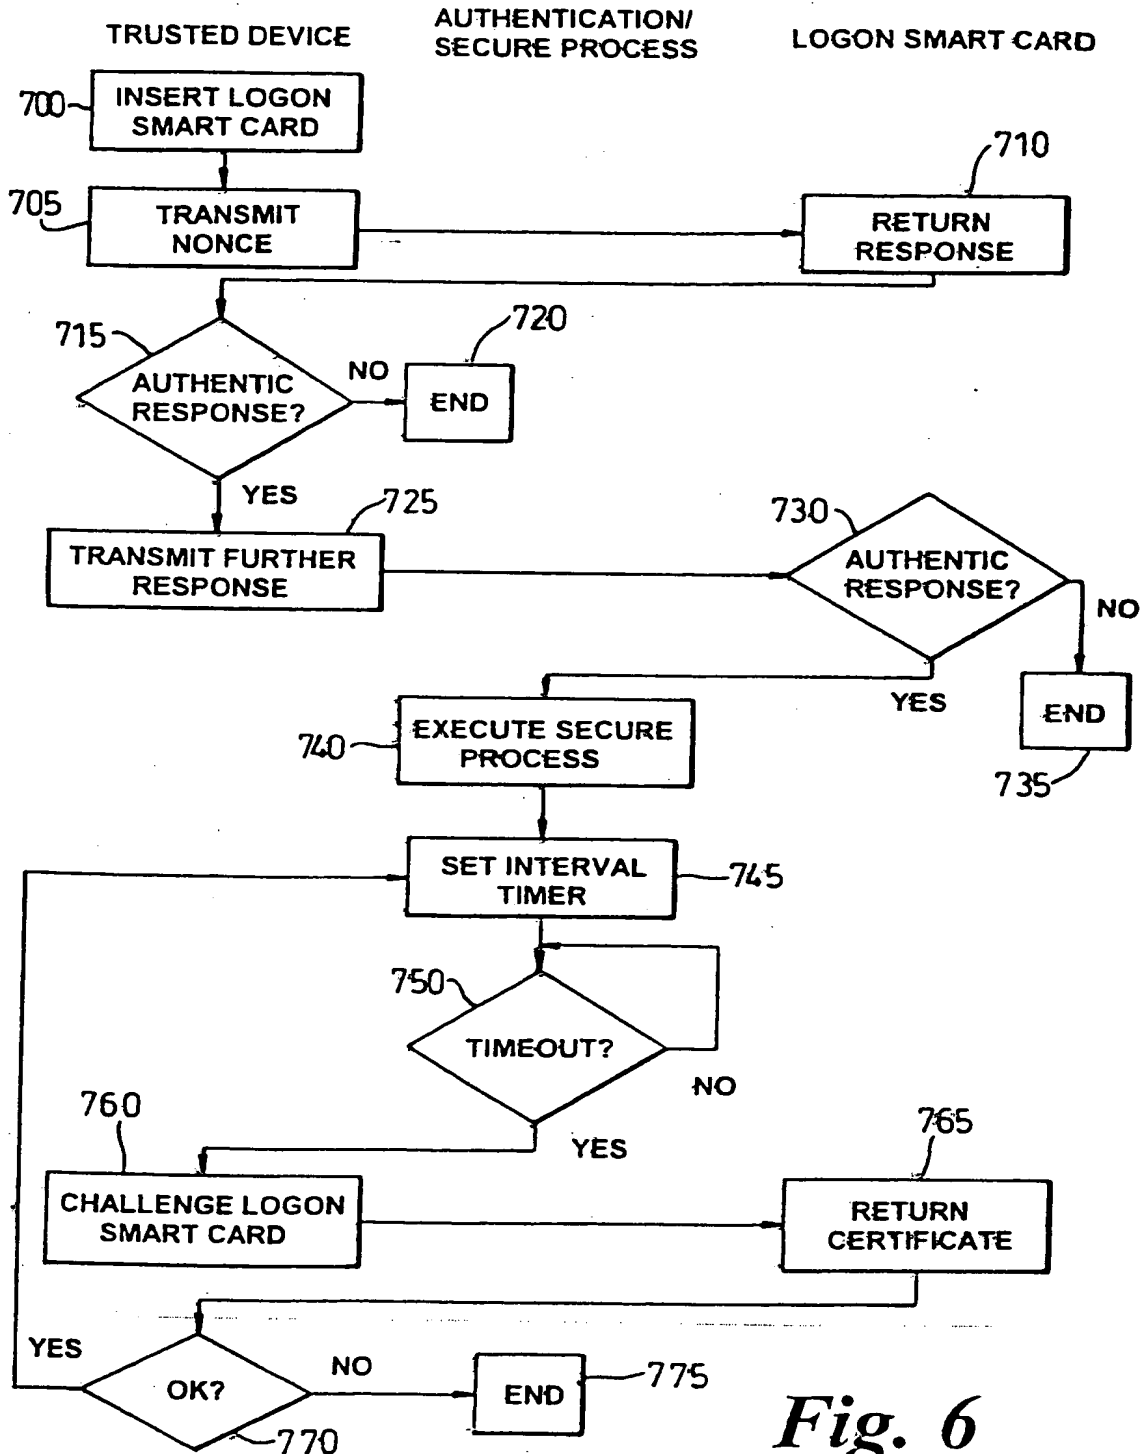 TRUSTED DEVICE
AUTHENTICATION/
SECURE PROCESS
LOGON SMART CARD
700
INSERT LOGON
SMART CARD
705
TRANSMIT
NONCE
710
RETURN
RESPONSE
715
AUTHENTIC
RESPONSE?
NO
720
END
YES
725
TRANSMIT FURTHER
RESPONSE
730
AUTHENTIC
RESPONSE?
NO
YES
END
735
740
EXECUTE SECURE
PROCESS
SET INTERVAL
TIMER
745
750
TIMEOUT?
NO
YES
760
CHALLENGE LOGON
SMART CARD
765
RETURN
CERTIFICATE
YES
OK?
NO
END
775
770
Fig. 6